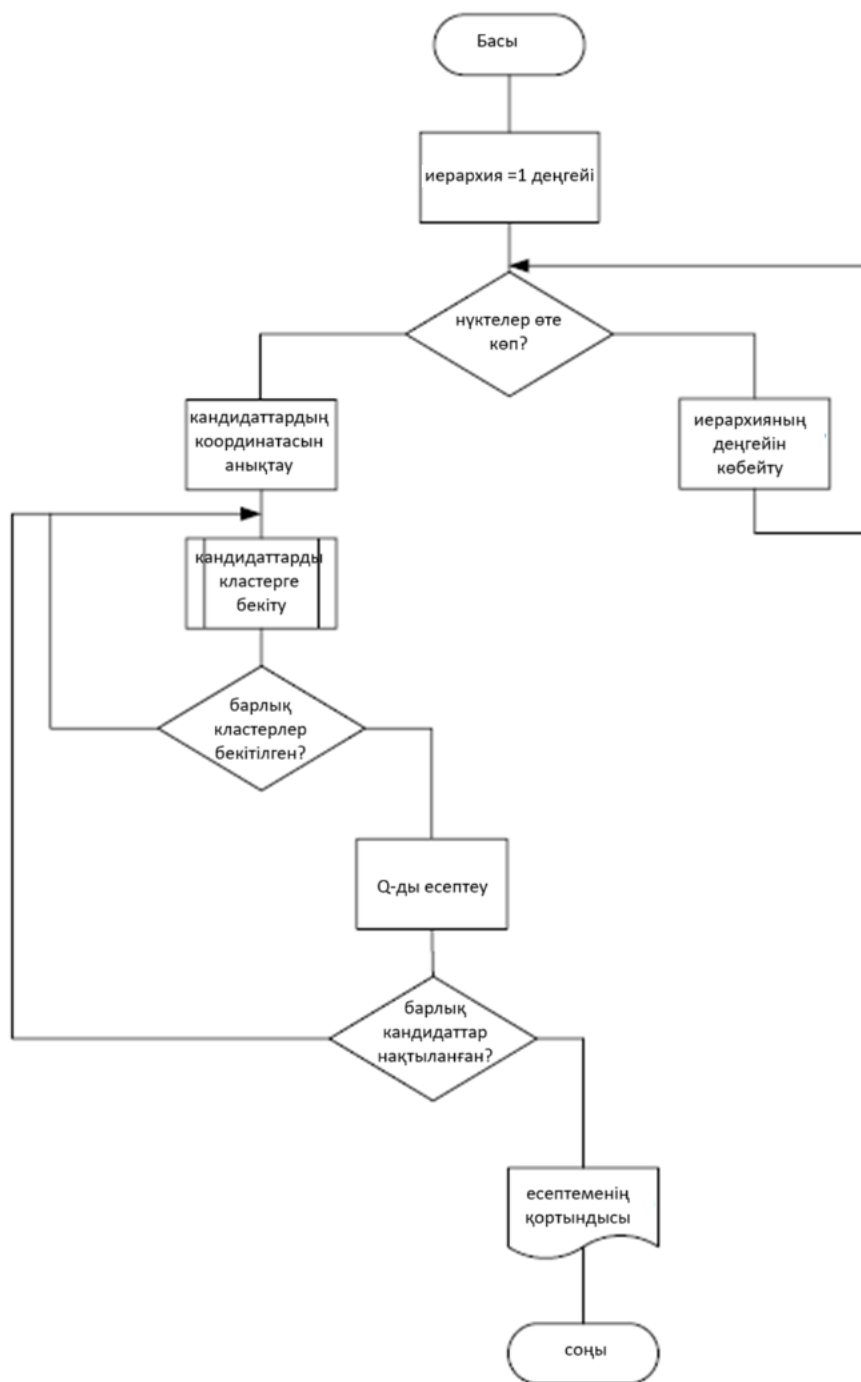 Басы
иерархия =1 деңгейі
нүктелер өте
көп?
кандидаттардың
координатасын
анықтау
иерархияның
деңгейін
көбейту
кандидаттарды
кластерге
бекіту
барлық
кластерлер
бекітілген?
Q-ды есептеу
барлық
кандидаттар
нақтыланған?
есептеменің
қортындысы
соңы